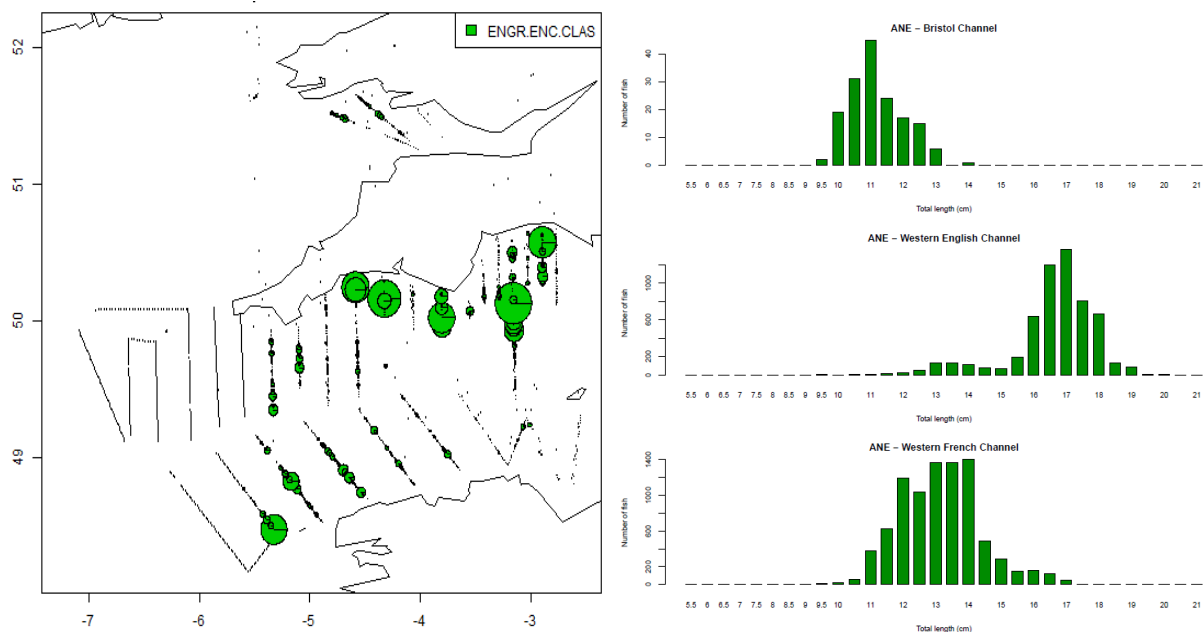 ENGR.ENC.CLAS
52
51
50
49
-7 -6 -5 -4 -3
ANE – Bristol Channel
Number of fish
40
30
20
10
0
5.5 6 6.5 7 7.5 8 8.5 9 9.5 10 11 12 13 14 15 16 17 18 19 20 21
Total length (cm)
ANE – Western English Channel
Number of fish
1000
600
400
200
0
5.5 6 6.5 7 7.5 8 8.5 9 9.5 10 11 12 13 14 15 16 17 18 19 20 21
Total length (cm)
ANE – Western French Channel
Number of fish
1400
1000
600
400
200
0
5.5 6 6.5 7 7.5 8 8.5 9 9.5 10 11 12 13 14 15 16 17 18 19 20 21
Total length (cm)